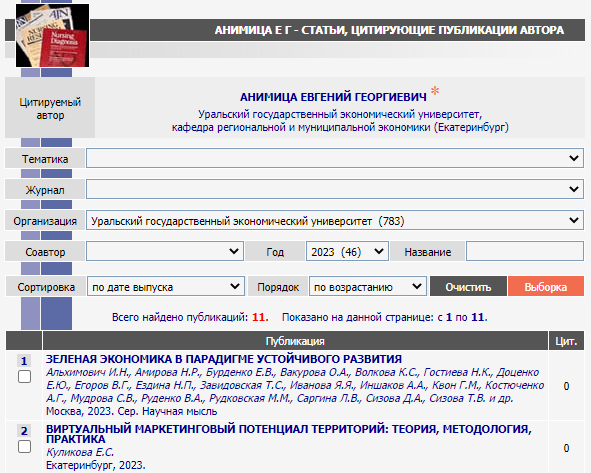 АНИМИЦА Е Г - СТАТЬИ, ЦИТИРУЮЩИЕ ПУБЛИКАЦИИ АВТОРА
Nursing Diagnosis
Цитируемый автор
АНИМИЦА ЕВГЕНИЙ ГЕОРГИЕВИЧ *
Уральский государственный экономический университет,
кафедра региональной и муниципальной экономики (Екатеринбург)
Тематика
Журнал
Организация Уральский государственный экономический университет (783)
Соавтор Год 2023 (46) Название
Сортировка по дате выпуска Порядок по возрастанию Очистить Выборка
Всего найдено публикаций: 11. Показано на данной странице: с 1 по 11.
№ Публикация Цит.
1 ЗЕЛЕНАЯ ЭКОНОМИКА В ПАРАДИГМЕ УСТОЙЧИВОГО РАЗВИТИЯ
Альхимович И.Н., Амирова Н.Р., Бурденко Е.В., Вакурова О.А., Волкова К.С., Гостиева Н.К., Доценко
Е.Ю., Егоров В.Г., Ездина Н.П., Завидовская Т.С., Иванова Я.Я., Иншаков А.А., Квон Г.М., Костюченко
А.Г., Мудрова С.В., Руденко В.А., Рудковская М.М., Саргина Л.В., Сизова Д.А., Сизова Т.В. и др.
Москва, 2023. Сер. Научная мысль
0
2 ВИРТУАЛЬНЫЙ МАРКЕТИНГОВЫЙ ПОТЕНЦИАЛ ТЕРРИТОРИЙ: ТЕОРИЯ, МЕТОДОЛОГИЯ,
ПРАКТИКА
Куликова Е.С.
Екатеринбург, 2023.
0